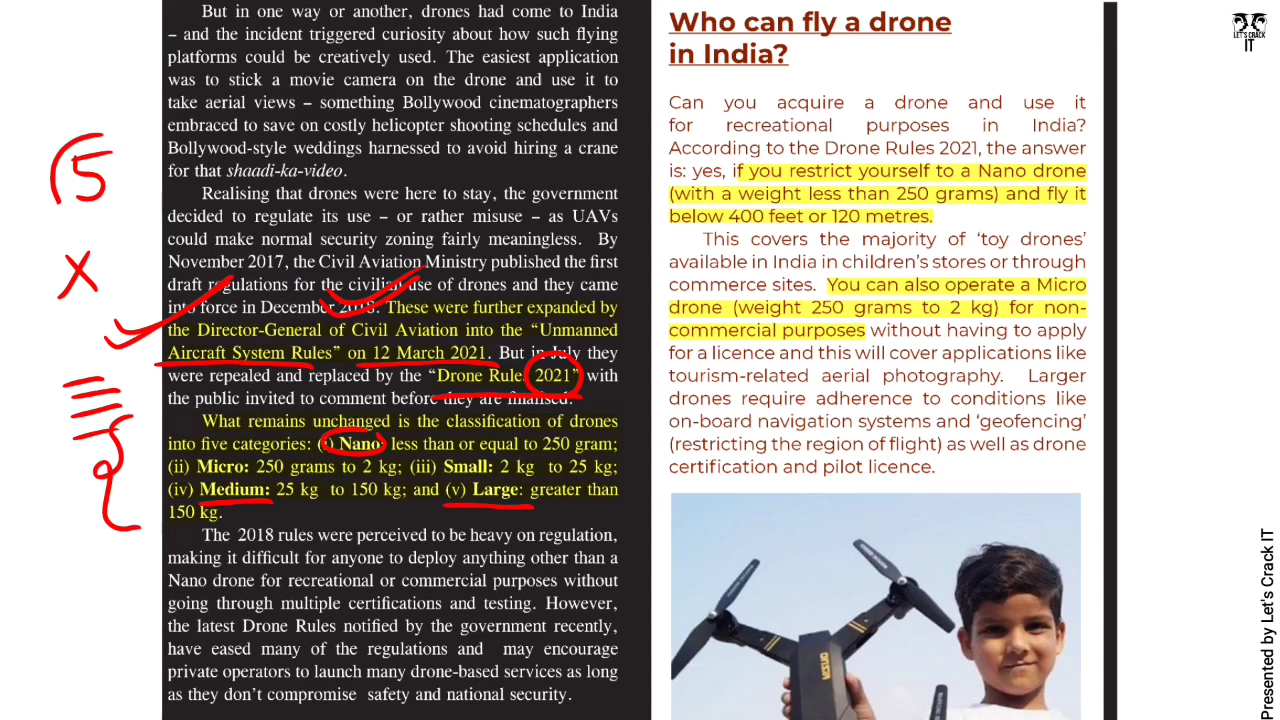 But in one way or another, drones had come to India
– and the incident triggered curiosity about how such flying
platforms could be creatively used. The easiest application
was to stick a movie camera on the drone and use it to
take aerial views – something Bollywood cinematographers
embraced to save on costly helicopter shooting schedules and
Bollywood-style weddings harnessed to avoid hiring a crane
for that shaadi-ka-video.
Realising that drones were here to stay, the government
decided to regulate its use – or rather misuse – as UAVs
could make normal security zoning fairly meaningless. By
November 2017, the Civil Aviation Ministry published the first
draft regulations for the civilian use of drones and they came
into force in December 2018. These were further expanded by
the Director-General of Civil Aviation into the “Unmanned
Aircraft System Rules” on 12 March 2021. But in July they
were repealed and replaced by the “Drone Rules 2021” with
the public invited to comment before they are finalised.
What remains unchanged is the classification of drones
into five categories: (i) Nano: less than or equal to 250 gram;
(ii) Micro: 250 grams to 2 kg; (iii) Small: 2 kg to 25 kg;
(iv) Medium: 25 kg to 150 kg; and (v) Large: greater than
150 kg.
The 2018 rules were perceived to be heavy on regulation,
making it difficult for anyone to deploy anything other than a
Nano drone for recreational or commercial purposes without
going through multiple certifications and testing. However,
the latest Drone Rules notified by the government recently,
have eased many of the regulations and may encourage
private operators to launch many drone-based services as long
as they don’t compromise safety and national security.
Who can fly a drone
in India?
Can you acquire a drone and use it
for recreational purposes in India?
According to the Drone Rules 2021, the answer
is: yes, if you restrict yourself to a Nano drone
(with a weight less than 250 grams) and fly it
below 400 feet or 120 metres.
This covers the majority of ‘toy drones’
available in India in children’s stores or through
commerce sites. You can also operate a Micro
drone (weight 250 grams to 2 kg) for non-
commercial purposes without having to apply
for a licence and this will cover applications like
tourism-related aerial photography. Larger
drones require adherence to conditions like
on-board navigation systems and ‘geofencing’
(restricting the region of flight) as well as drone
certification and pilot licence.
LET'S CRACK
IT
Presented by Let's Crack IT